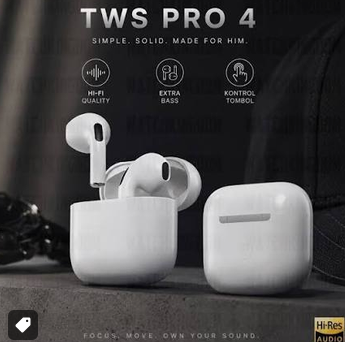 TWS PRO 4
SIMPLE. SOLID. MADE FOR HIM.
HI-FI
QUALITY
EXTRA
BASS
KONTROL
TOMBOL
Hi-Res
AUDIO
FOCUS. MOVE. OWN YOUR SOUND.